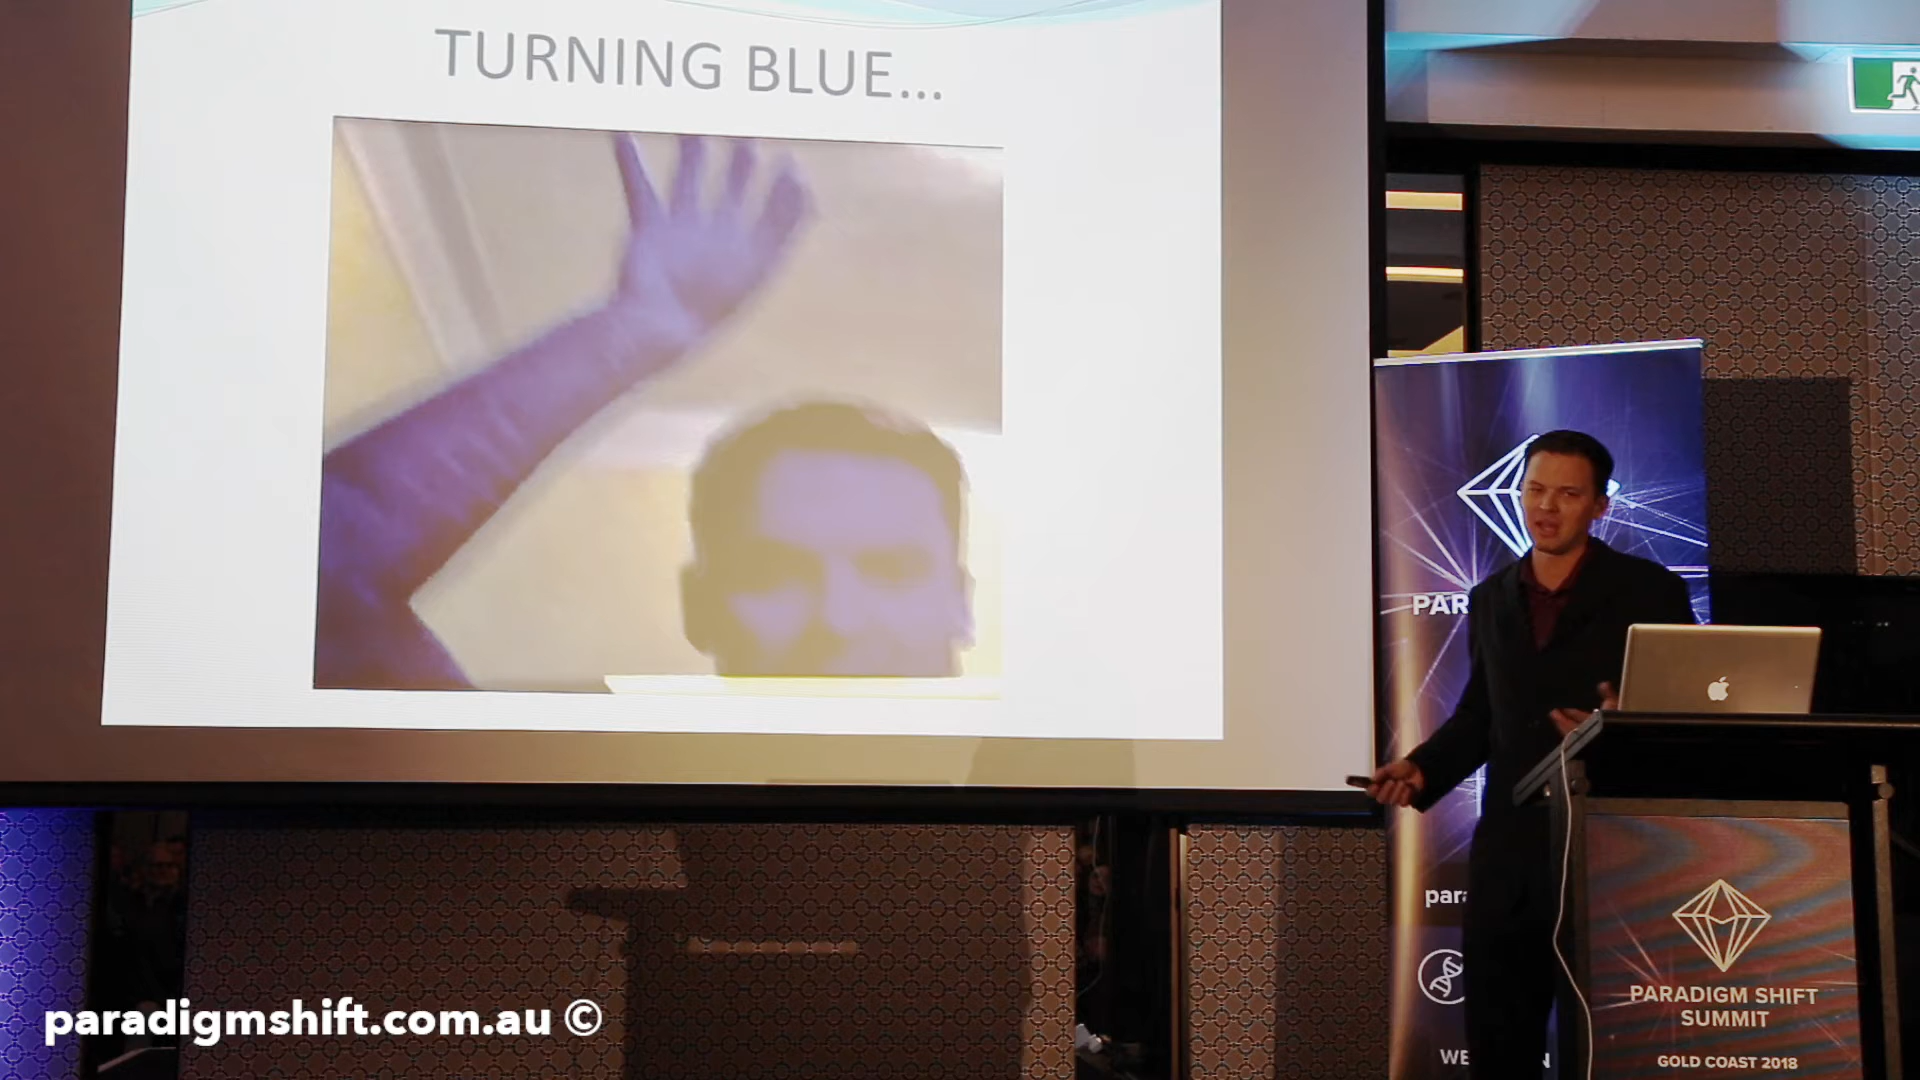 TURNING BLUE...
PAR
para
WE
N
PARADIGM SHIFT
SUMMIT
GOLD COAST 2018
paradigmshift.com.au ©